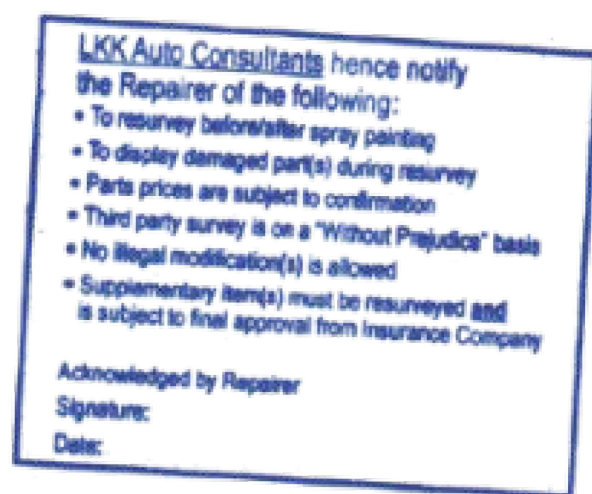 LKK Auto Consultants hence notify
the Repairer of the following:
• To resurvey before/after spray painting
• To display damaged part(s) during resurvey
• Parts prices are subject to confirmation
• Third party survey is on a "Without Prejudice" basis
• No illegal modification(s) is allowed
• Supplementary item(s) must be resurveyed and
is subject to final approval from Insurance Company
Acknowledged by Repairer
Signature:
Date: